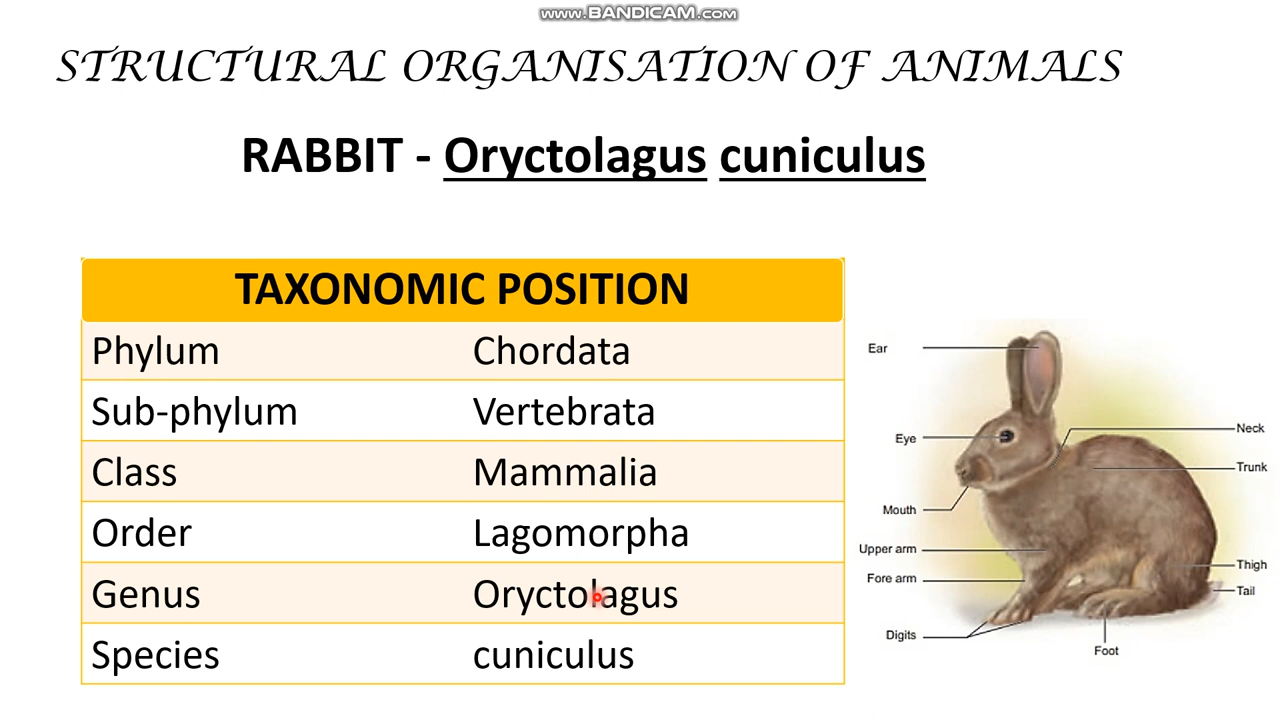 www.BANDICAM.com
STRUCTURAL ORGANISATION OF ANIMALS
RABBIT - Oryctolagus cuniculus
TAXONOMIC POSITION
Phylum Chordata
Sub-phylum Vertebrata
Class Mammalia
Order Lagomorpha
Genus Oryctolagus
Species cuniculus
Ear
Eye
Mouth
Upper arm
Fore arm
Digits
Neck
Trunk
Thigh
Tail
Foot